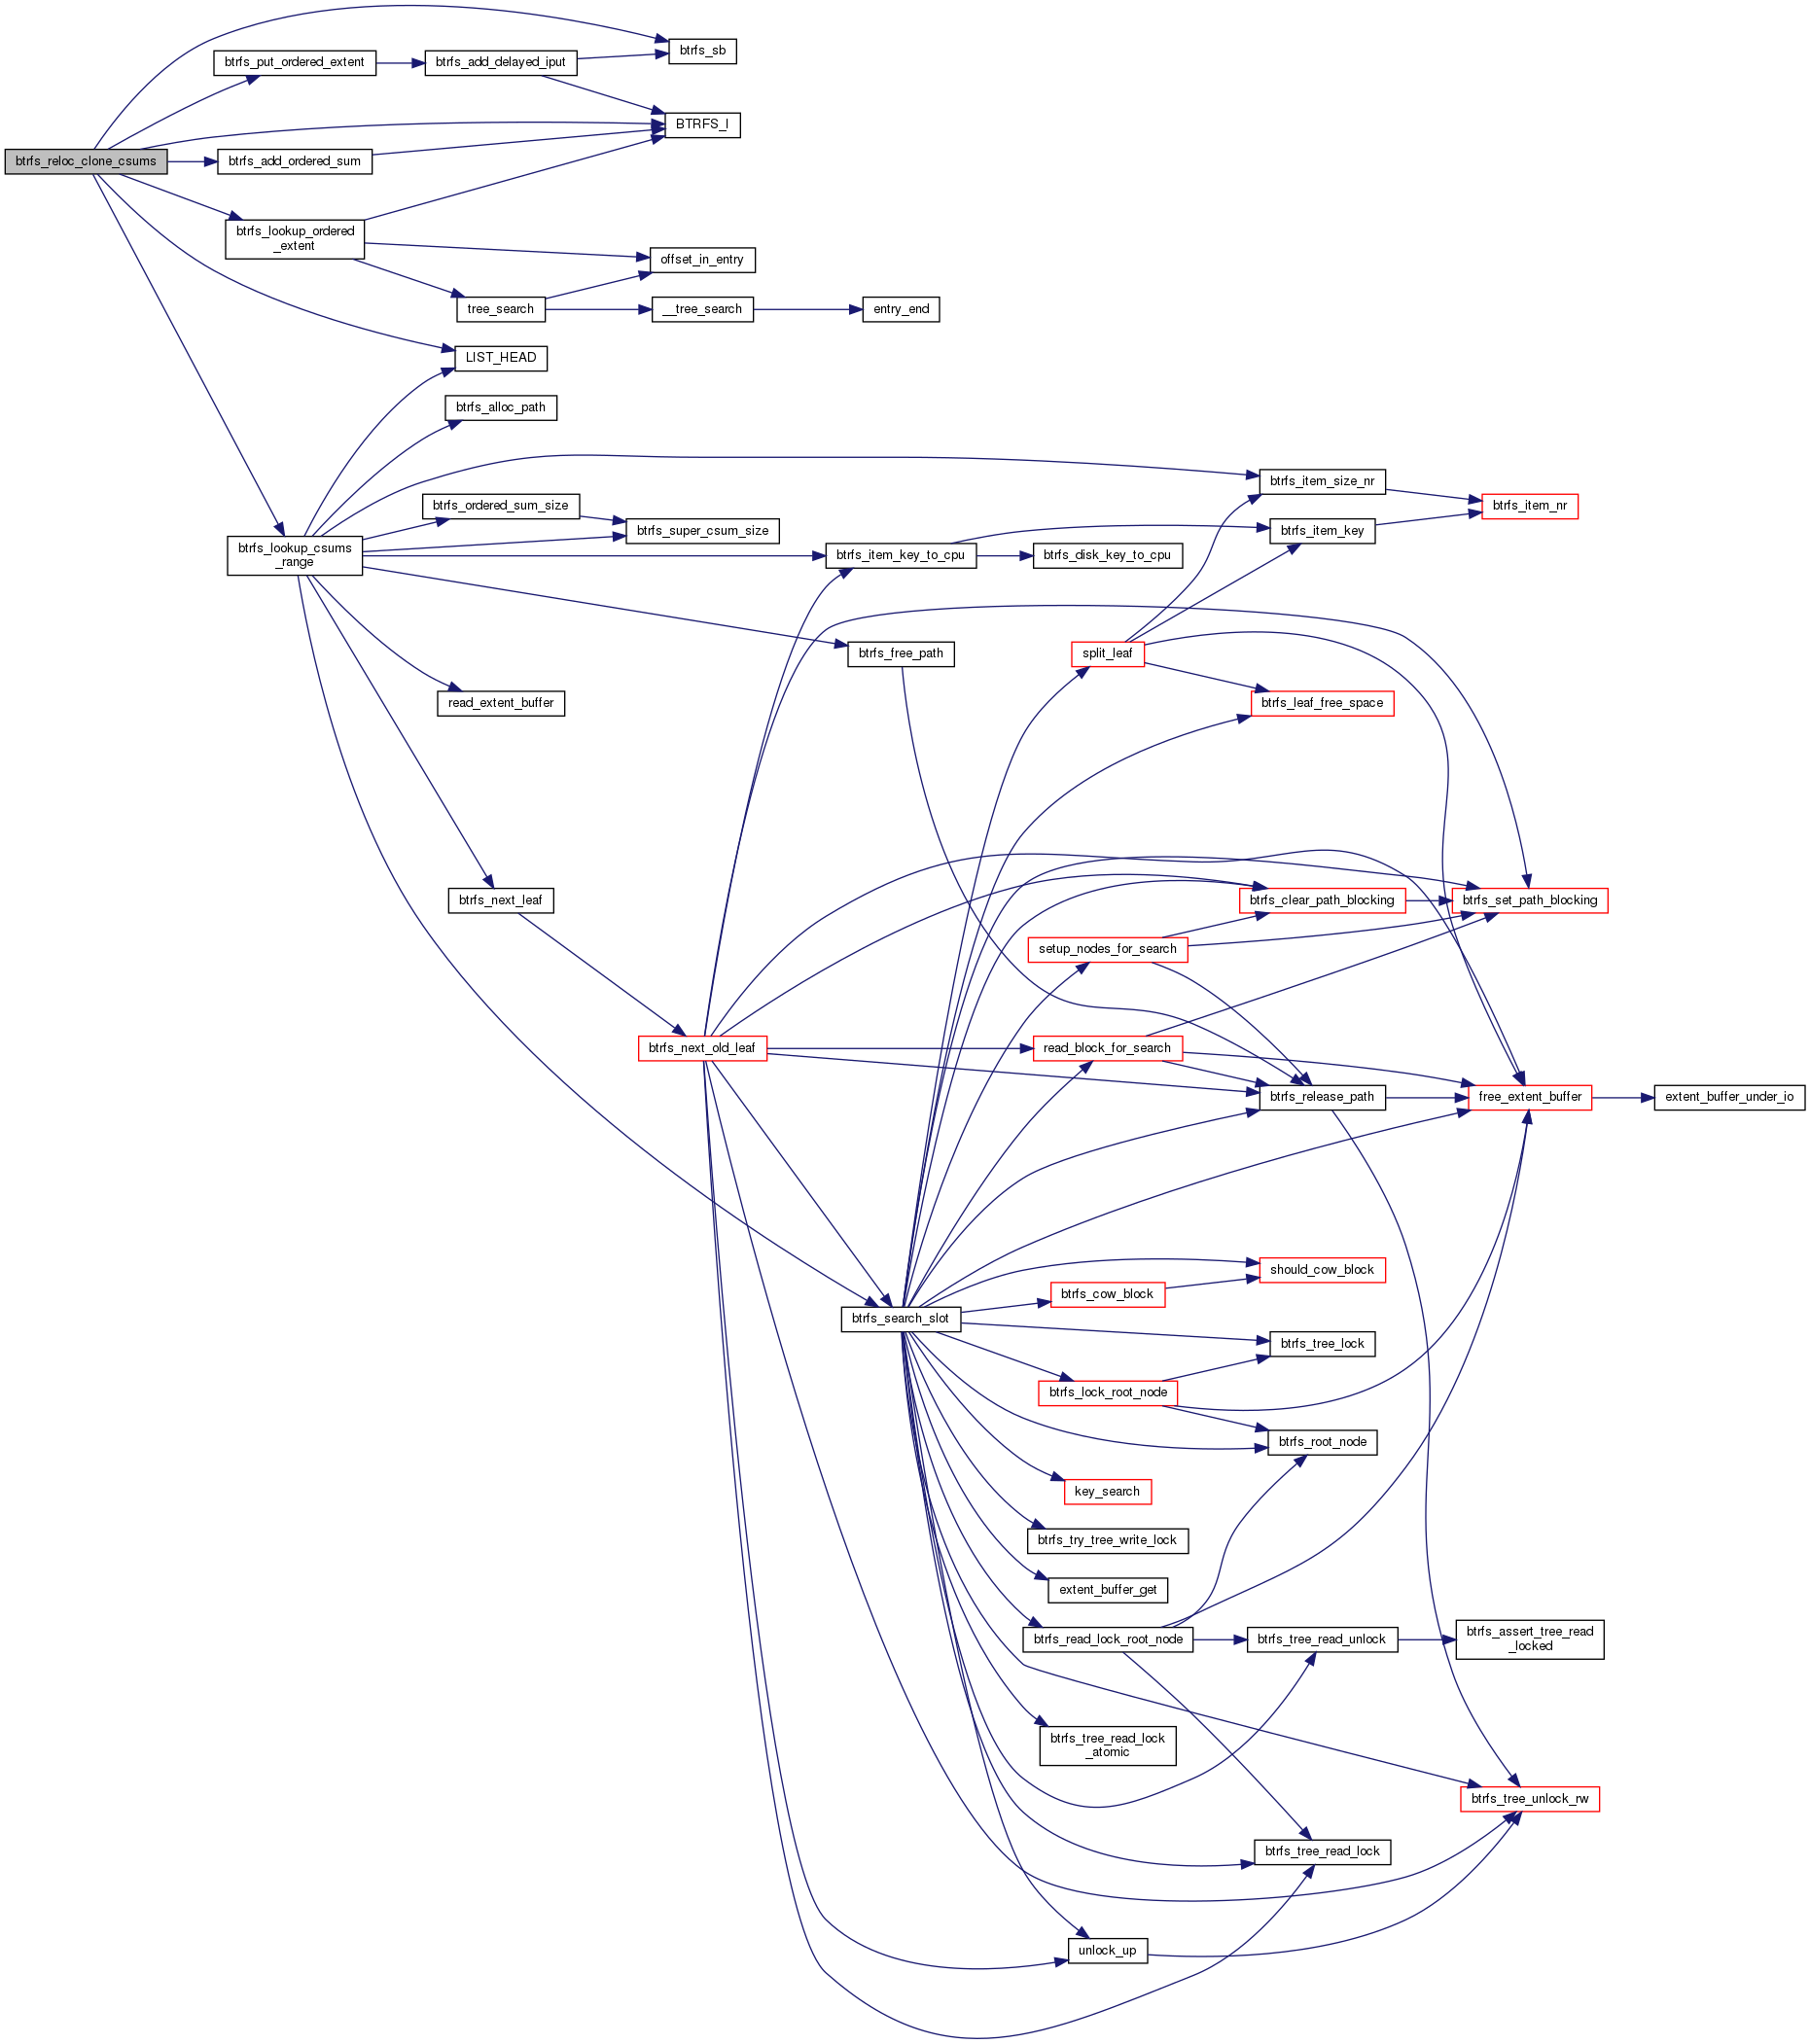 btrfs_sb
btrfs_put_ordered_extent
btrfs_add_delayed_iput
BTRFS_I
btrfs_reloc_clone_csums
btrfs_add_ordered_sum
btrfs_lookup_ordered
_extent
offset_in_entry
tree_search
__tree_search
entry_end
LIST_HEAD
btrfs_alloc_path
btrfs_item_size_nr
btrfs_ordered_sum_size
btrfs_item_nr
btrfs_super_csum_size
btrfs_item_key
btrfs_lookup_csums
_range
btrfs_item_key_to_cpu
btrfs_disk_key_to_cpu
btrfs_free_path
split_leaf
read_extent_buffer
btrfs_leaf_free_space
btrfs_next_leaf
btrfs_clear_path_blocking
btrfs_set_path_blocking
setup_nodes_for_search
btrfs_next_old_leaf
read_block_for_search
btrfs_release_path
free_extent_buffer
extent_buffer_under_io
should_cow_block
btrfs_cow_block
btrfs_search_slot
btrfs_tree_lock
btrfs_lock_root_node
btrfs_root_node
key_search
btrfs_try_tree_write_lock
extent_buffer_get
btrfs_read_lock_root_node
btrfs_tree_read_unlock
btrfs_assert_tree_read
_locked
btrfs_tree_read_lock
_atomic
btrfs_tree_unlock_rw
btrfs_tree_read_lock
unlock_up